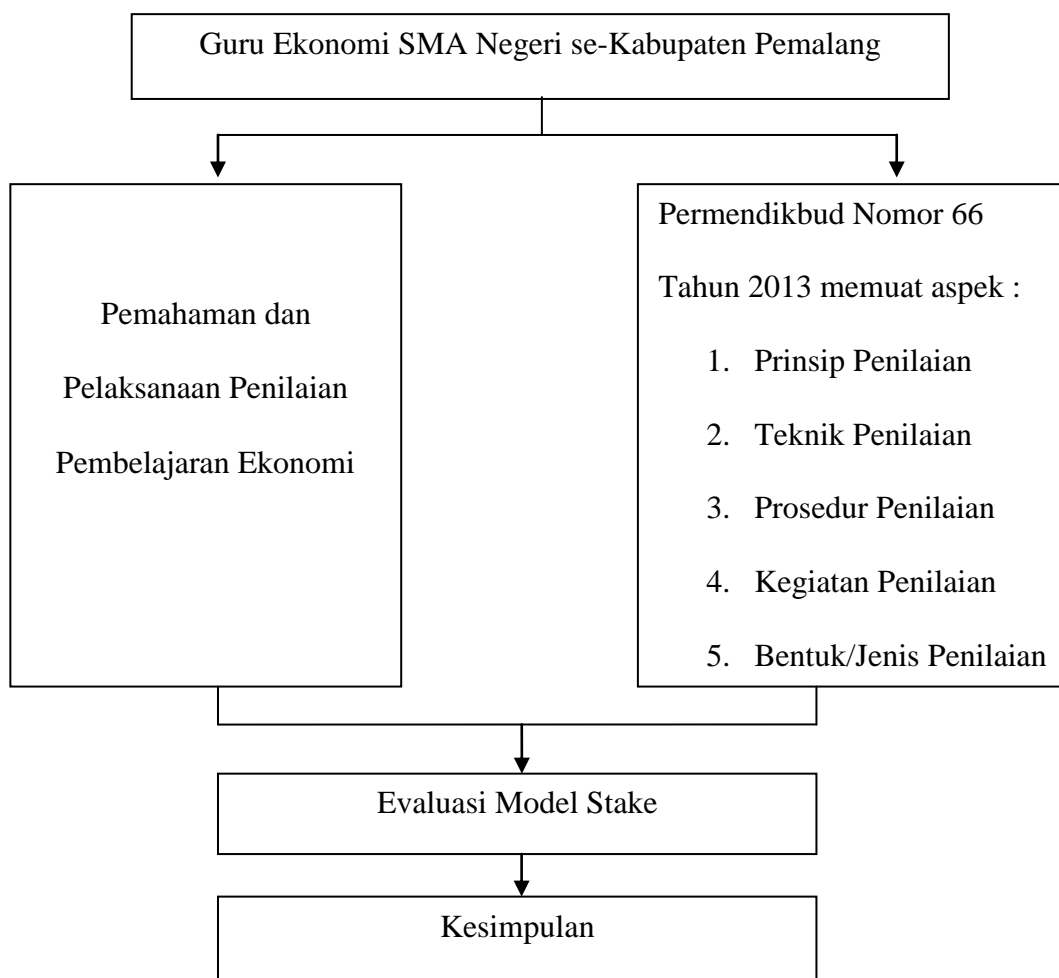 Guru Ekonomi SMA Negeri se-Kabupaten Pemalang
Pemahaman dan
Pelaksanaan Penilaian
Pembelajaran Ekonomi
Permendikbud Nomor 66
Tahun 2013 memuat aspek :
1. Prinsip Penilaian
2. Teknik Penilaian
3. Prosedur Penilaian
4. Kegiatan Penilaian
5. Bentuk/Jenis Penilaian
Evaluasi Model Stake
Kesimpulan